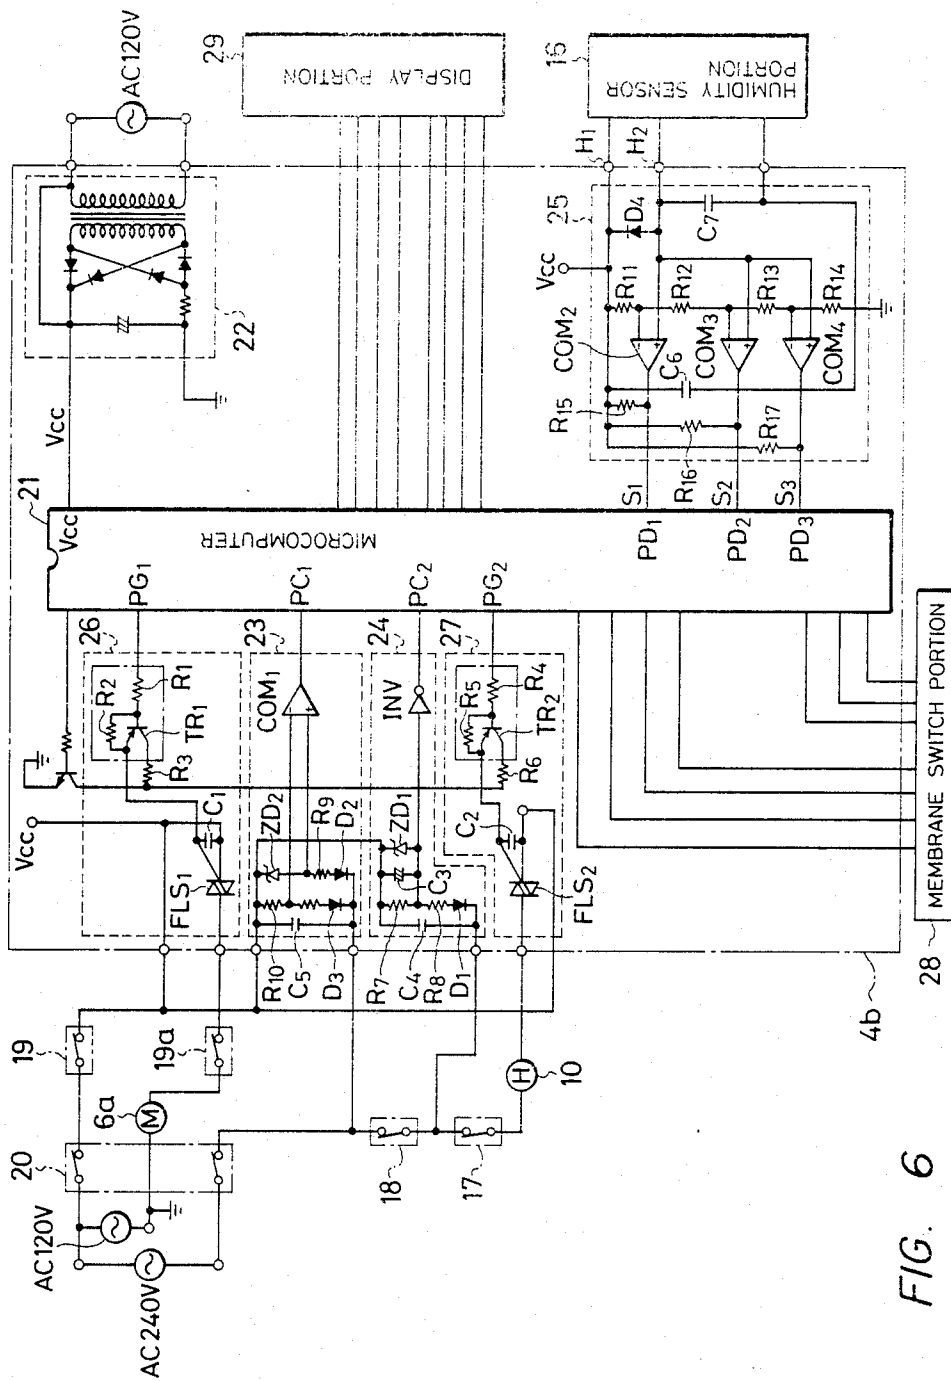 AC120V
AC240V
20
6a
19
19a
18
17
10
H
M
4b
28
MEMBRANE SWITCH PORTION
Vcc
26
R2
R1
TR1
R3
C1
FLS1
PG1
23
COM1
ZD2
R9
D2
R10
C5
D3
PC1
24
INV
ZD1
C3
R7
C4
R8
D1
PC2
27
R5
R4
TR2
R6
C2
FLS2
PG2
21
Vcc
MICROCOMPUTER
PD1
PD2
PD3
Vcc
22
AC120V
29
DISPLAY PORTION
S1
S2
S3
R15
R16
R17
C6
COM2
COM3
COM4
Vcc
R11
R12
R13
R14
25
D4
C7
H1
H2
16
HUMIDITY SENSOR
PORTION
FIG. 6